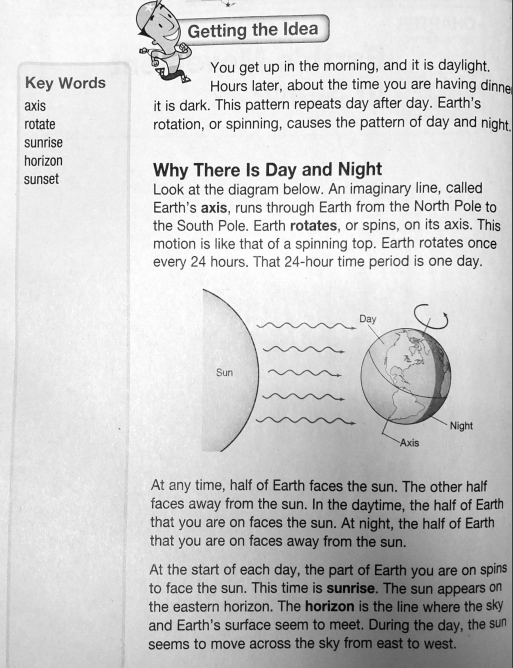 Getting the Idea
You get up in the morning, and it is daylight.
Hours later, about the time you are having dinne
it is dark. This pattern repeats day after day. Earth's
rotation, or spinning, causes the pattern of day and night.
Key Words
axis
rotate
sunrise
horizon
sunset
Why There Is Day and Night
Look at the diagram below. An imaginary line, called
Earth's axis, runs through Earth from the North Pole to
the South Pole. Earth rotates, or spins, on its axis. This
motion is like that of a spinning top. Earth rotates once
every 24 hours. That 24-hour time period is one day.
Sun
Day
Night
Axis
At any time, half of Earth faces the sun. The other half
faces away from the sun. In the daytime, the half of Earth
that you are on faces the sun. At night, the half of Earth
that you are on faces away from the sun.
At the start of each day, the part of Earth you are on spins
to face the sun. This time is sunrise. The sun appears on
the eastern horizon. The horizon is the line where the sky
and Earth's surface seem to meet. During the day, the sun
seems to move across the sky from east to west.